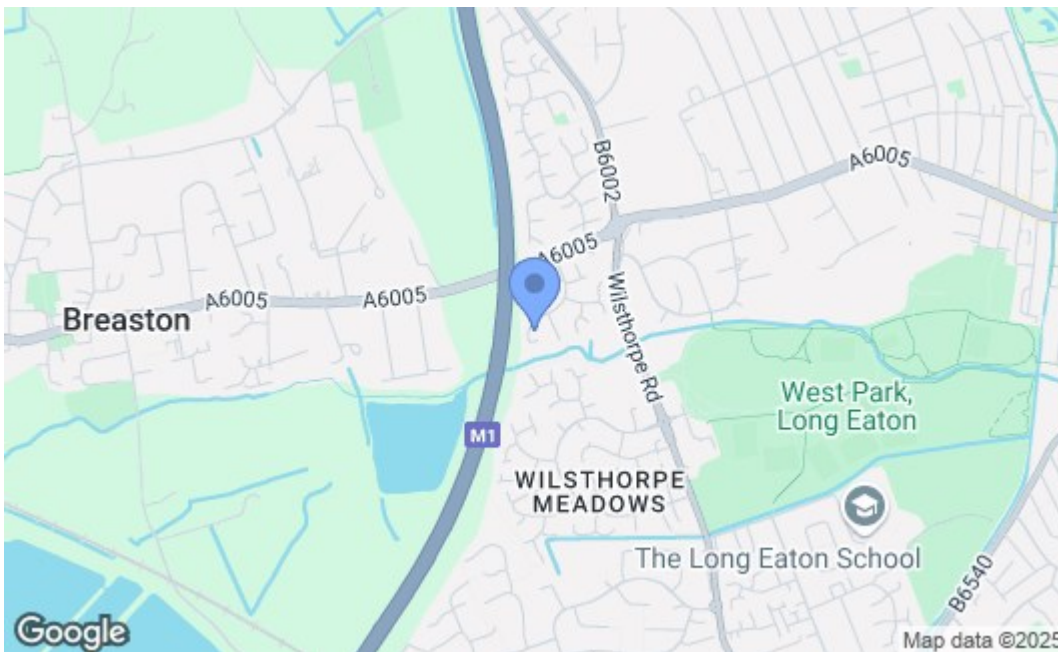 A6005
B6002
A6005
A6005
A6005
Breaston
Wilsthorpe Rd
West Park,
Long Eaton
M1
WILSTHORPE
MEADOWS
The Long Eaton School
B6540
Google
Map data ©2025